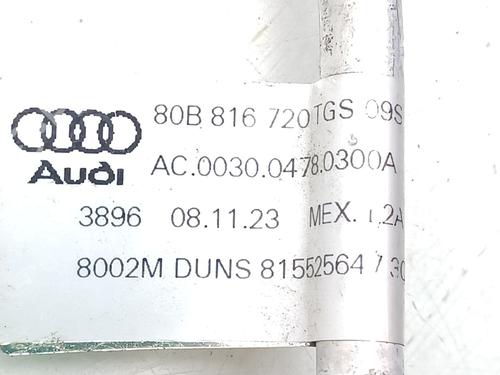 80B 816 720 TGS 09S
Audi
AC.0030.0478.0300A
3896 08.11.23 MEX.
8002M DUNS 81552564